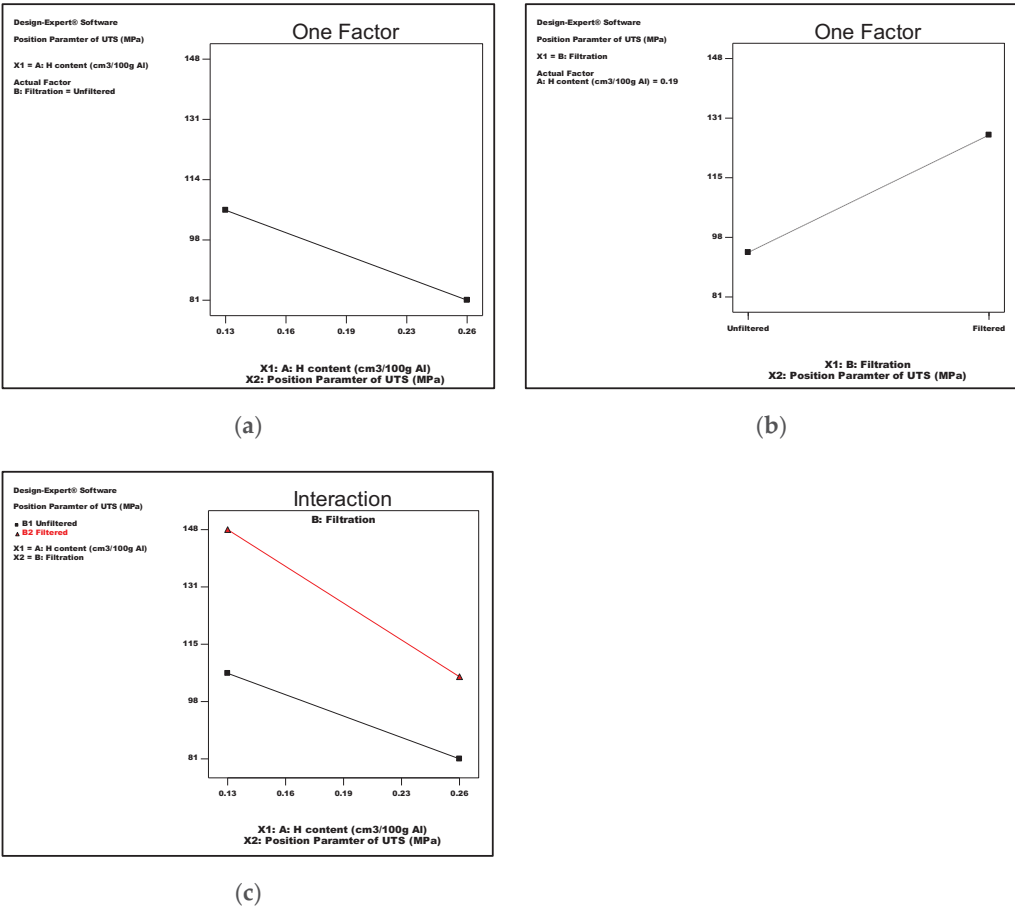 Design-Expert® Software
Position Paramter of UTS (MPa)
X1 = A: H content (cm3/100g Al)
Actual Factor
B: Filtration = Unfiltered
One Factor
148
131
114
98
81
0.13 0.16 0.19 0.23 0.26
X1: A: H content (cm3/100g Al)
X2: Position Paramter of UTS (MPa)
(a)
Design-Expert® Software
Position Paramter of UTS (MPa)
X1 = B: Filtration
Actual Factor
A: H content (cm3/100g Al) = 0.19
One Factor
148
131
115
98
81
Unfiltered Filtered
X1: B: Filtration
X2: Position Paramter of UTS (MPa)
(b)
Design-Expert® Software
Position Paramter of UTS (MPa)
B1 Unfiltered
B2 Filtered
X1 = A: H content (cm3/100g Al)
X2 = B: Filtration
Interaction
B: Filtration
148
131
115
98
81
0.13 0.16 0.19 0.23 0.26
X1: A: H content (cm3/100g Al)
X2: Position Paramter of UTS (MPa)
(c)